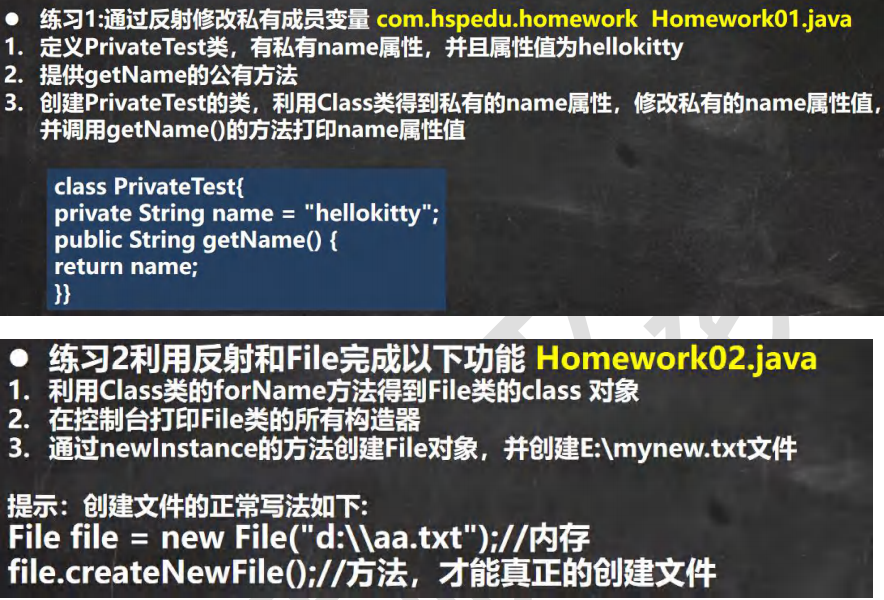 ● 练习1:通过反射修改私有成员变量 com.hspedu.homework Homework01.java
1. 定义PrivateTest类，有私有name属性，并且属性值为hellokitty
2. 提供getName的公有方法
3. 创建PrivateTest的类，利用Class类得到私有的name属性，修改私有的name属性值，
并调用getName()的方法打印name属性值
class PrivateTest{
private String name = "hellokitty";
public String getName() {
return name;
}}
● 练习2利用反射和File完成以下功能 Homework02.java
1. 利用Class类的forName方法得到File类的class 对象
2. 在控制台打印File类的所有构造器
3. 通过newInstance的方法创建File对象，并创建E:\mynew.txt文件
提示：创建文件的正常写法如下:
File file = new File("d:\\aa.txt");//内存
file.createNewFile();//方法，才能真正的创建文件